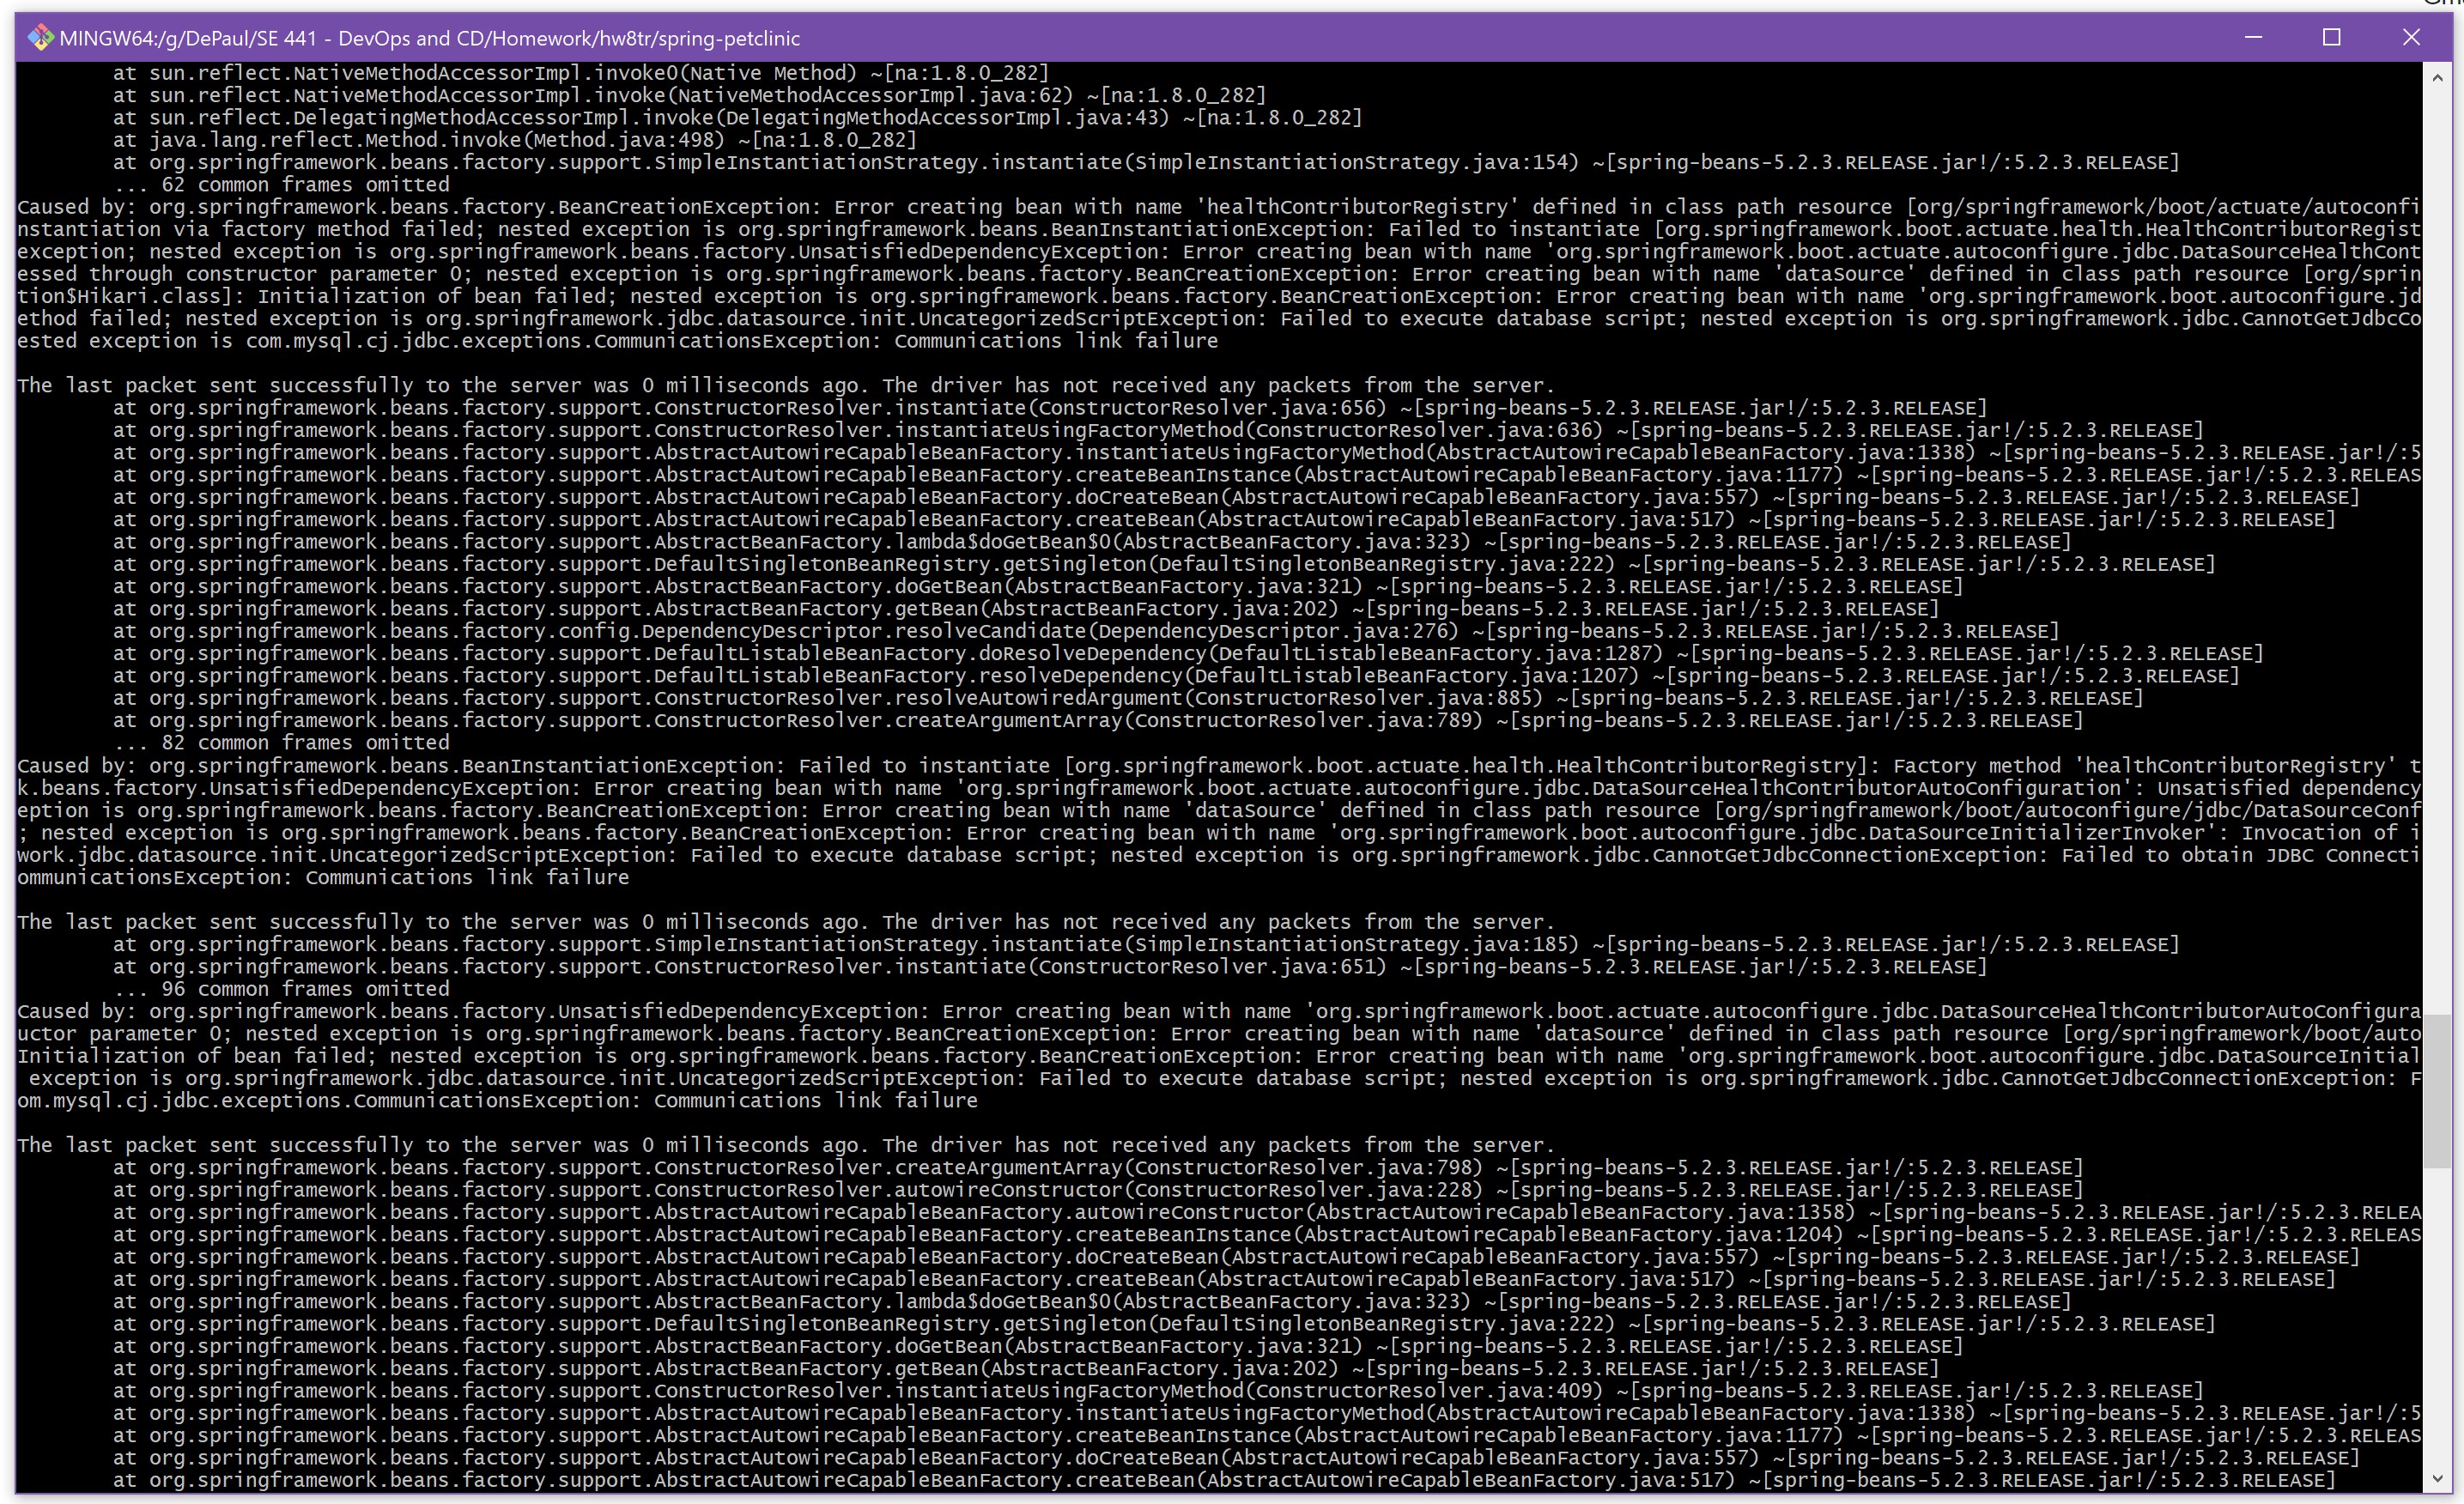 MINGW64:/g/DePaul/SE 441 - DevOps and CD/Homework/hw8tr/spring-petclinic
        at sun.reflect.NativeMethodAccessorImpl.invoke0(Native Method) ~[na:1.8.0_282]
        at sun.reflect.NativeMethodAccessorImpl.invoke(NativeMethodAccessorImpl.java:62) ~[na:1.8.0_282]
        at sun.reflect.DelegatingMethodAccessorImpl.invoke(DelegatingMethodAccessorImpl.java:43) ~[na:1.8.0_282]
        at java.lang.reflect.Method.invoke(Method.java:498) ~[na:1.8.0_282]
        at org.springframework.beans.factory.support.SimpleInstantiationStrategy.instantiate(SimpleInstantiationStrategy.java:154) ~[spring-beans-5.2.3.RELEASE.jar!/:5.2.3.RELEASE]
        ... 62 common frames omitted
Caused by: org.springframework.beans.factory.BeanCreationException: Error creating bean with name 'healthContributorRegistry' defined in class path resource [org/springframework/boot/actuate/autoconfi
nstantiation via factory method failed; nested exception is org.springframework.beans.BeanInstantiationException: Failed to instantiate [org.springframework.boot.actuate.health.HealthContributorRegist
exception; nested exception is org.springframework.beans.factory.UnsatisfiedDependencyException: Error creating bean with name 'org.springframework.boot.actuate.autoconfigure.jdbc.DataSourceHealthCont
essed through constructor parameter 0; nested exception is org.springframework.beans.factory.BeanCreationException: Error creating bean with name 'dataSource' defined in class path resource [org/sprin
tion$Hikari.class]: Initialization of bean failed; nested exception is org.springframework.beans.factory.BeanCreationException: Error creating bean with name 'org.springframework.boot.autoconfigure.jd
ethod failed; nested exception is org.springframework.jdbc.datasource.init.UncategorizedScriptException: Failed to execute database script; nested exception is org.springframework.jdbc.CannotGetJdbcCo
ested exception is com.mysql.cj.jdbc.exceptions.CommunicationsException: Communications link failure

The last packet sent successfully to the server was 0 milliseconds ago. The driver has not received any packets from the server.
        at org.springframework.beans.factory.support.ConstructorResolver.instantiate(ConstructorResolver.java:656) ~[spring-beans-5.2.3.RELEASE.jar!/:5.2.3.RELEASE]
        at org.springframework.beans.factory.support.ConstructorResolver.instantiateUsingFactoryMethod(ConstructorResolver.java:636) ~[spring-beans-5.2.3.RELEASE.jar!/:5.2.3.RELEASE]
        at org.springframework.beans.factory.support.AbstractAutowireCapableBeanFactory.instantiateUsingFactoryMethod(AbstractAutowireCapableBeanFactory.java:1338) ~[spring-beans-5.2.3.RELEASE.jar!/:5
        at org.springframework.beans.factory.support.AbstractAutowireCapableBeanFactory.createBeanInstance(AbstractAutowireCapableBeanFactory.java:1177) ~[spring-beans-5.2.3.RELEASE.jar!/:5.2.3.RELEAS
        at org.springframework.beans.factory.support.AbstractAutowireCapableBeanFactory.doCreateBean(AbstractAutowireCapableBeanFactory.java:557) ~[spring-beans-5.2.3.RELEASE.jar!/:5.2.3.RELEASE]
        at org.springframework.beans.factory.support.AbstractAutowireCapableBeanFactory.createBean(AbstractAutowireCapableBeanFactory.java:517) ~[spring-beans-5.2.3.RELEASE.jar!/:5.2.3.RELEASE]
        at org.springframework.beans.factory.support.AbstractBeanFactory.lambda$doGetBean$0(AbstractBeanFactory.java:323) ~[spring-beans-5.2.3.RELEASE.jar!/:5.2.3.RELEASE]
        at org.springframework.beans.factory.support.DefaultSingletonBeanRegistry.getSingleton(DefaultSingletonBeanRegistry.java:222) ~[spring-beans-5.2.3.RELEASE.jar!/:5.2.3.RELEASE]
        at org.springframework.beans.factory.support.AbstractBeanFactory.doGetBean(AbstractBeanFactory.java:321) ~[spring-beans-5.2.3.RELEASE.jar!/:5.2.3.RELEASE]
        at org.springframework.beans.factory.support.AbstractBeanFactory.getBean(AbstractBeanFactory.java:202) ~[spring-beans-5.2.3.RELEASE.jar!/:5.2.3.RELEASE]
        at org.springframework.beans.factory.config.DependencyDescriptor.resolveCandidate(DependencyDescriptor.java:276) ~[spring-beans-5.2.3.RELEASE.jar!/:5.2.3.RELEASE]
        at org.springframework.beans.factory.support.DefaultListableBeanFactory.doResolveDependency(DefaultListableBeanFactory.java:1287) ~[spring-beans-5.2.3.RELEASE.jar!/:5.2.3.RELEASE]
        at org.springframework.beans.factory.support.DefaultListableBeanFactory.resolveDependency(DefaultListableBeanFactory.java:1207) ~[spring-beans-5.2.3.RELEASE.jar!/:5.2.3.RELEASE]
        at org.springframework.beans.factory.support.ConstructorResolver.resolveAutowiredArgument(ConstructorResolver.java:885) ~[spring-beans-5.2.3.RELEASE.jar!/:5.2.3.RELEASE]
        at org.springframework.beans.factory.support.ConstructorResolver.createArgumentArray(ConstructorResolver.java:789) ~[spring-beans-5.2.3.RELEASE.jar!/:5.2.3.RELEASE]
        ... 82 common frames omitted
Caused by: org.springframework.beans.BeanInstantiationException: Failed to instantiate [org.springframework.boot.actuate.health.HealthContributorRegistry]: Factory method 'healthContributorRegistry' t
k.beans.factory.UnsatisfiedDependencyException: Error creating bean with name 'org.springframework.boot.actuate.autoconfigure.jdbc.DataSourceHealthContributorAutoConfiguration': Unsatisfied dependency
eption is org.springframework.beans.factory.BeanCreationException: Error creating bean with name 'dataSource' defined in class path resource [org/springframework/boot/autoconfigure/jdbc/DataSourceConf
; nested exception is org.springframework.beans.factory.BeanCreationException: Error creating bean with name 'org.springframework.boot.autoconfigure.jdbc.DataSourceInitializerInvoker': Invocation of i
work.jdbc.datasource.init.UncategorizedScriptException: Failed to execute database script; nested exception is org.springframework.jdbc.CannotGetJdbcConnectionException: Failed to obtain JDBC Connecti
ommunicationsException: Communications link failure

The last packet sent successfully to the server was 0 milliseconds ago. The driver has not received any packets from the server.
        at org.springframework.beans.factory.support.SimpleInstantiationStrategy.instantiate(SimpleInstantiationStrategy.java:185) ~[spring-beans-5.2.3.RELEASE.jar!/:5.2.3.RELEASE]
        at org.springframework.beans.factory.support.ConstructorResolver.instantiate(ConstructorResolver.java:651) ~[spring-beans-5.2.3.RELEASE.jar!/:5.2.3.RELEASE]
        ... 96 common frames omitted
Caused by: org.springframework.beans.factory.UnsatisfiedDependencyException: Error creating bean with name 'org.springframework.boot.actuate.autoconfigure.jdbc.DataSourceHealthContributorAutoConfigura
uctor parameter 0; nested exception is org.springframework.beans.factory.BeanCreationException: Error creating bean with name 'dataSource' defined in class path resource [org/springframework/boot/auto
Initialization of bean failed; nested exception is org.springframework.beans.factory.BeanCreationException: Error creating bean with name 'org.springframework.boot.autoconfigure.jdbc.DataSourceInitial
 exception is org.springframework.jdbc.datasource.init.UncategorizedScriptException: Failed to execute database script; nested exception is org.springframework.jdbc.CannotGetJdbcConnectionException: F
om.mysql.cj.jdbc.exceptions.CommunicationsException: Communications link failure

The last packet sent successfully to the server was 0 milliseconds ago. The driver has not received any packets from the server.
        at org.springframework.beans.factory.support.ConstructorResolver.createArgumentArray(ConstructorResolver.java:798) ~[spring-beans-5.2.3.RELEASE.jar!/:5.2.3.RELEASE]
        at org.springframework.beans.factory.support.ConstructorResolver.autowireConstructor(ConstructorResolver.java:228) ~[spring-beans-5.2.3.RELEASE.jar!/:5.2.3.RELEASE]
        at org.springframework.beans.factory.support.AbstractAutowireCapableBeanFactory.autowireConstructor(AbstractAutowireCapableBeanFactory.java:1358) ~[spring-beans-5.2.3.RELEASE.jar!/:5.2.3.RELEA
        at org.springframework.beans.factory.support.AbstractAutowireCapableBeanFactory.createBeanInstance(AbstractAutowireCapableBeanFactory.java:1204) ~[spring-beans-5.2.3.RELEASE.jar!/:5.2.3.RELEAS
        at org.springframework.beans.factory.support.AbstractAutowireCapableBeanFactory.doCreateBean(AbstractAutowireCapableBeanFactory.java:557) ~[spring-beans-5.2.3.RELEASE.jar!/:5.2.3.RELEASE]
        at org.springframework.beans.factory.support.AbstractAutowireCapableBeanFactory.createBean(AbstractAutowireCapableBeanFactory.java:517) ~[spring-beans-5.2.3.RELEASE.jar!/:5.2.3.RELEASE]
        at org.springframework.beans.factory.support.AbstractBeanFactory.lambda$doGetBean$0(AbstractBeanFactory.java:323) ~[spring-beans-5.2.3.RELEASE.jar!/:5.2.3.RELEASE]
        at org.springframework.beans.factory.support.DefaultSingletonBeanRegistry.getSingleton(DefaultSingletonBeanRegistry.java:222) ~[spring-beans-5.2.3.RELEASE.jar!/:5.2.3.RELEASE]
        at org.springframework.beans.factory.support.AbstractBeanFactory.doGetBean(AbstractBeanFactory.java:321) ~[spring-beans-5.2.3.RELEASE.jar!/:5.2.3.RELEASE]
        at org.springframework.beans.factory.support.AbstractBeanFactory.getBean(AbstractBeanFactory.java:202) ~[spring-beans-5.2.3.RELEASE.jar!/:5.2.3.RELEASE]
        at org.springframework.beans.factory.support.ConstructorResolver.instantiateUsingFactoryMethod(ConstructorResolver.java:409) ~[spring-beans-5.2.3.RELEASE.jar!/:5.2.3.RELEASE]
        at org.springframework.beans.factory.support.AbstractAutowireCapableBeanFactory.instantiateUsingFactoryMethod(AbstractAutowireCapableBeanFactory.java:1338) ~[spring-beans-5.2.3.RELEASE.jar!/:5
        at org.springframework.beans.factory.support.AbstractAutowireCapableBeanFactory.createBeanInstance(AbstractAutowireCapableBeanFactory.java:1177) ~[spring-beans-5.2.3.RELEASE.jar!/:5.2.3.RELEAS
        at org.springframework.beans.factory.support.AbstractAutowireCapableBeanFactory.doCreateBean(AbstractAutowireCapableBeanFactory.java:557) ~[spring-beans-5.2.3.RELEASE.jar!/:5.2.3.RELEASE]
        at org.springframework.beans.factory.support.AbstractAutowireCapableBeanFactory.createBean(AbstractAutowireCapableBeanFactory.java:517) ~[spring-beans-5.2.3.RELEASE.jar!/:5.2.3.RELEASE]